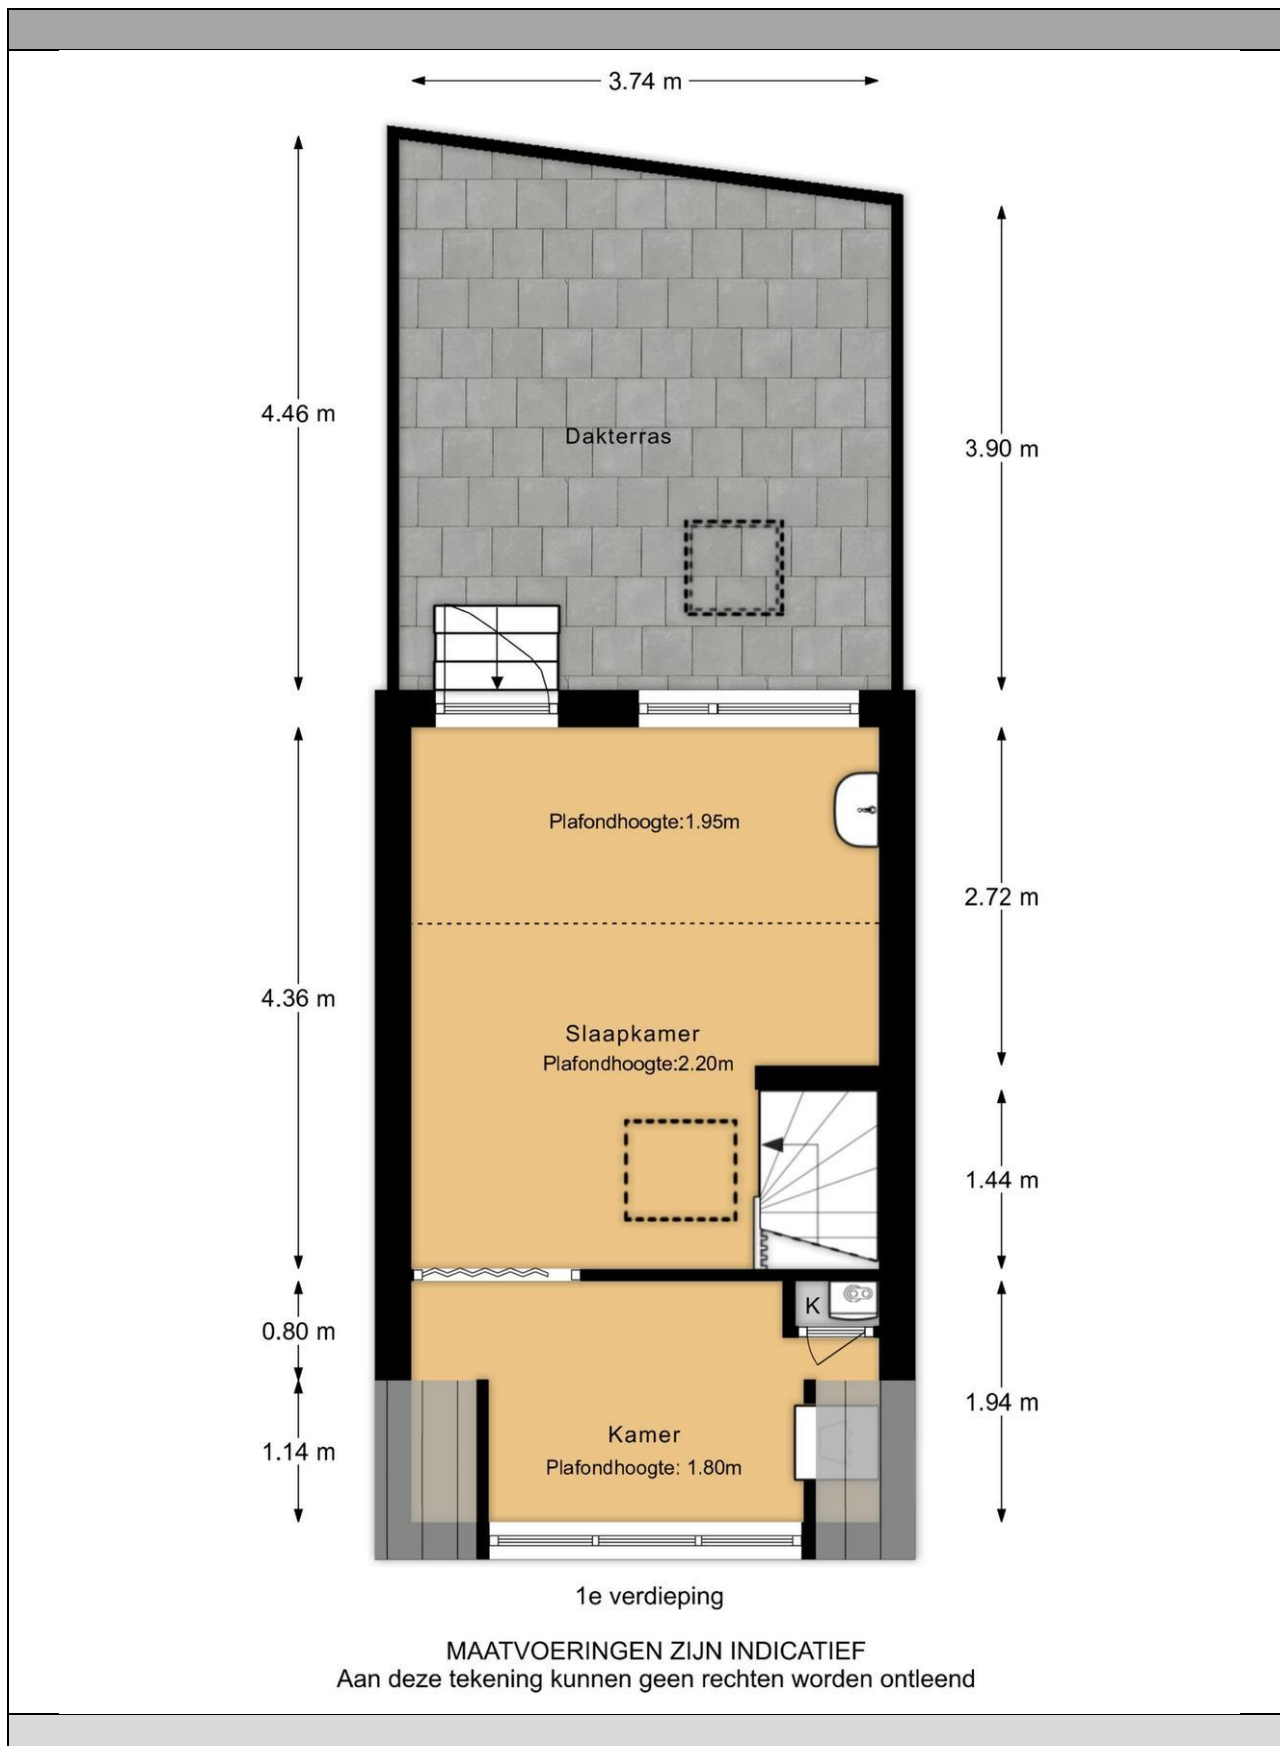 3.74 m
4.46 m
3.90 m
Dakterras
Plafondhoogte:1.95m
2.72 m
4.36 m
Slaapkamer
Plafondhoogte:2.20m
1.44 m
K
0.80 m
1.94 m
Kamer
1.14 m
Plafondhoogte: 1.80m
1e verdieping
MAATVOERINGEN ZIJN INDICATIEF
Aan deze tekening kunnen geen rechten worden ontleend